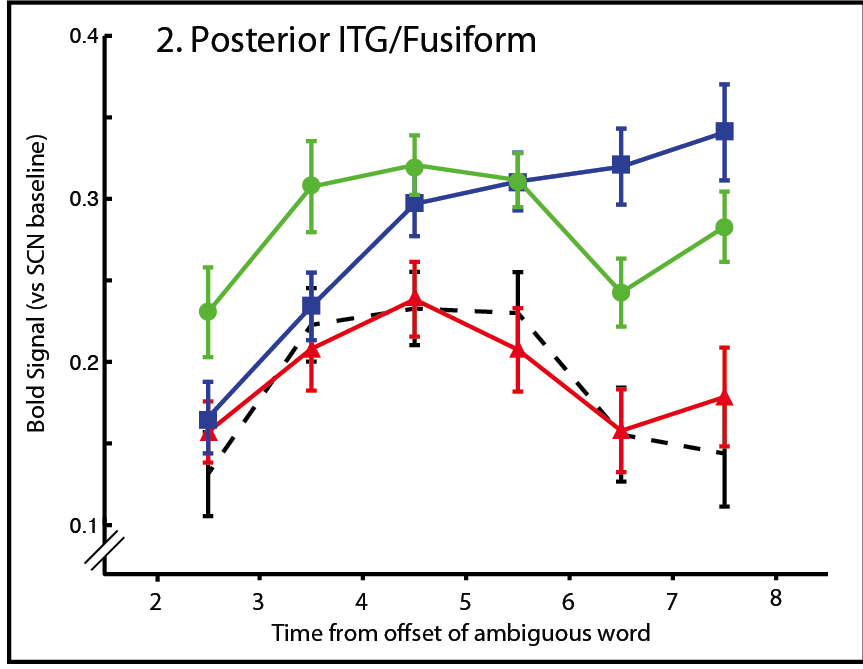 2. Posterior ITG/Fusiform
0.4
0.3
0.2
0.1
Bold Signal (vs SCN baseline)
2 3 4 5 6 7 8
Time from offset of ambiguous word